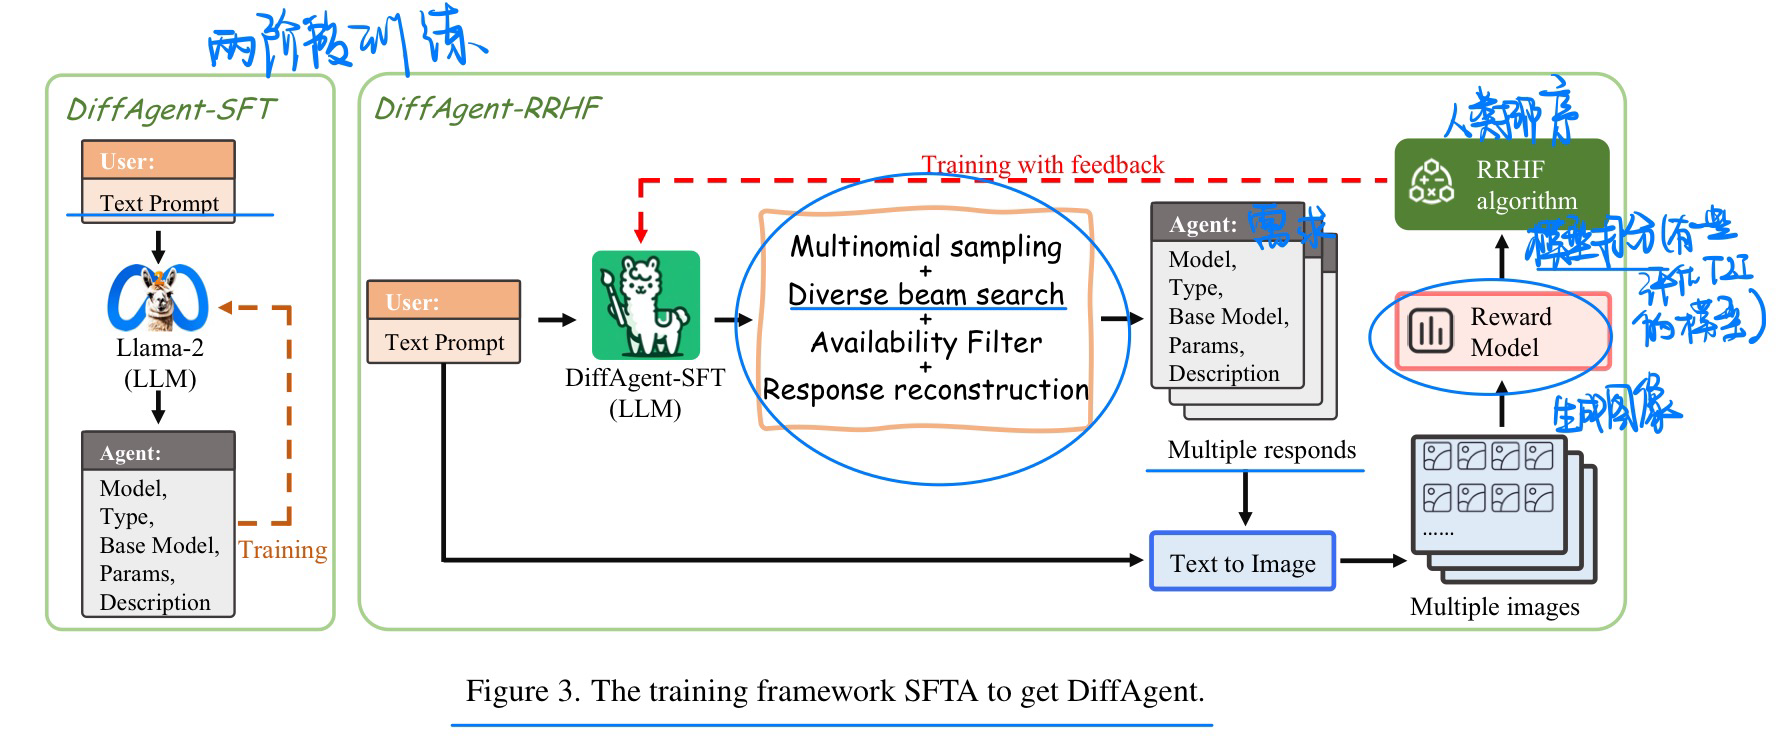 两阶段训练
DiffAgent-SFT
User:
Text Prompt
Llama-2
(LLM)
Agent:
Model,
Type,
Base Model,
Params,
Description
Training
DiffAgent-RRHF
User:
Text Prompt
DiffAgent-SFT
(LLM)
Training with feedback
Multinomial sampling
+
Diverse beam search
+
Availability Filter
+
Response reconstruction
Agent:
需求
Model,
Type,
Base Model,
Params,
Description
Multiple responds
Text to Image
人类排序
RRHF
algorithm
模型打分(有一些
评估T2I
的模型)
Reward
Model
生成图像
......
Multiple images
Figure 3. The training framework SFTA to get DiffAgent.